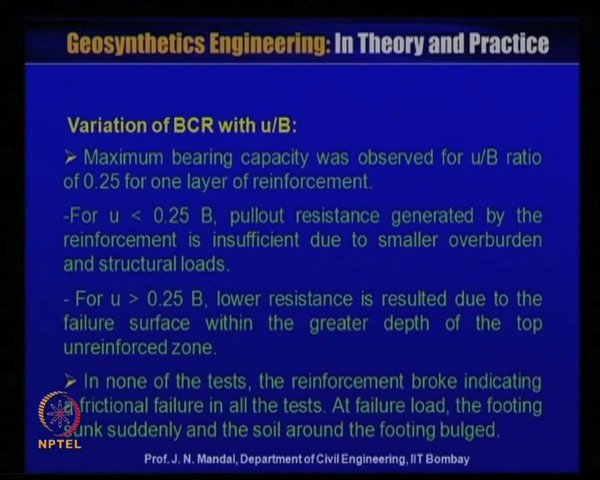 Geosynthetics Engineering: In Theory and Practice
Variation of BCR with u/B:
➢ Maximum bearing capacity was observed for u/B ratio
of 0.25 for one layer of reinforcement.
-For u < 0.25 B, pullout resistance generated by the
reinforcement is insufficient due to smaller overburden
and structural loads.
- For u > 0.25 B, lower resistance is resulted due to the
failure surface within the greater depth of the top
unreinforced zone.
➢ In none of the tests, the reinforcement broke indicating
a frictional failure in all the tests. At failure load, the footing
sunk suddenly and the soil around the footing bulged.
NPTEL
Prof. J. N. Mandal, Department of Civil Engineering, IIT Bombay